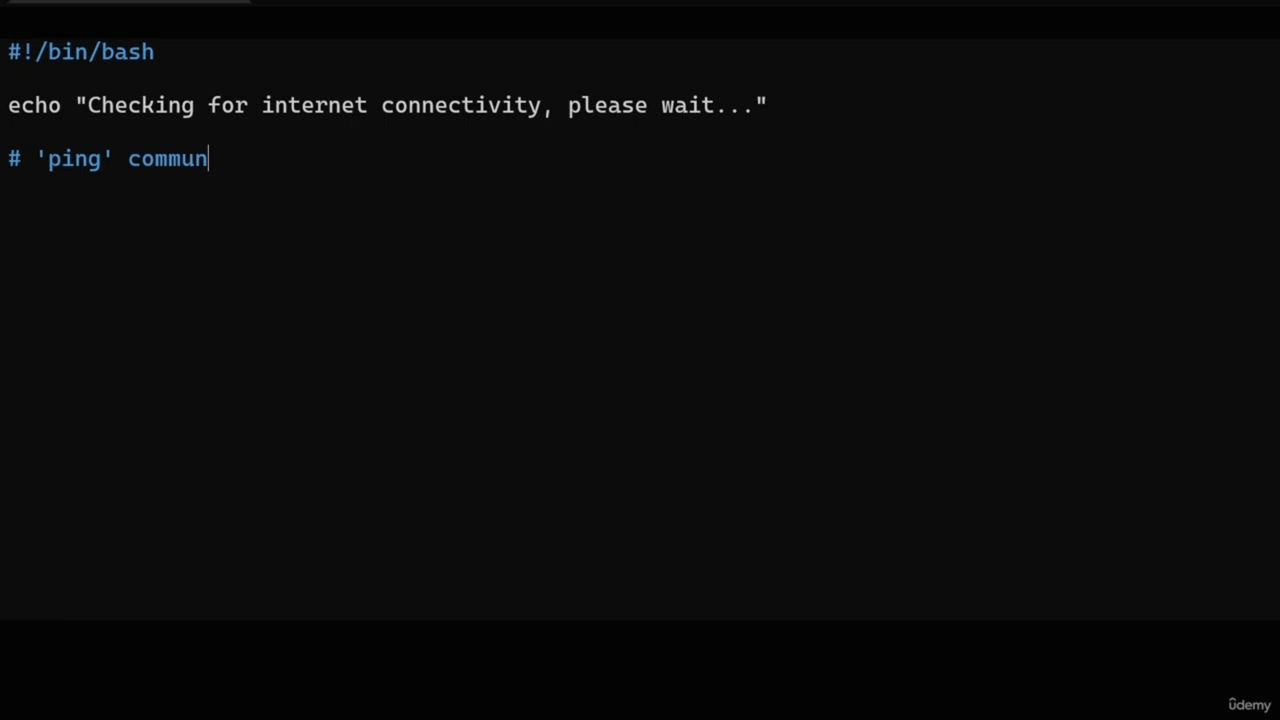 #!/bin/bash
echo "Checking for internet connectivity, please wait..."
# 'ping' commun
ûdemy